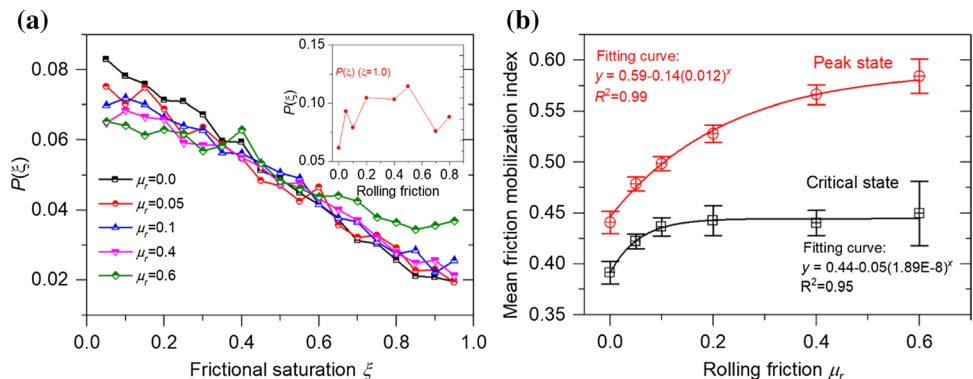 (a)
0.08
0.06
0.04
0.02
P(ξ)
0.0 0.2 0.4 0.6 0.8 1.0
Frictional saturation ξ
μr=0.0
μr=0.05
μr=0.1
μr=0.4
μr=0.6
0.15
0.10
0.05
P(ξ)
P(ξ) (ξ=1.0)
0.0 0.2 0.4 0.6 0.8
Rolling friction
(b)
0.65
0.60
0.55
0.50
0.45
0.40
0.35
Mean friction mobilization index
Fitting curve:
y = 0.59-0.14(0.012)^x
R²=0.99
Peak state
Critical state
Fitting curve:
y = 0.44-0.05(1.89E-8)^x
R²=0.95
0.0 0.2 0.4 0.6
Rolling friction μr